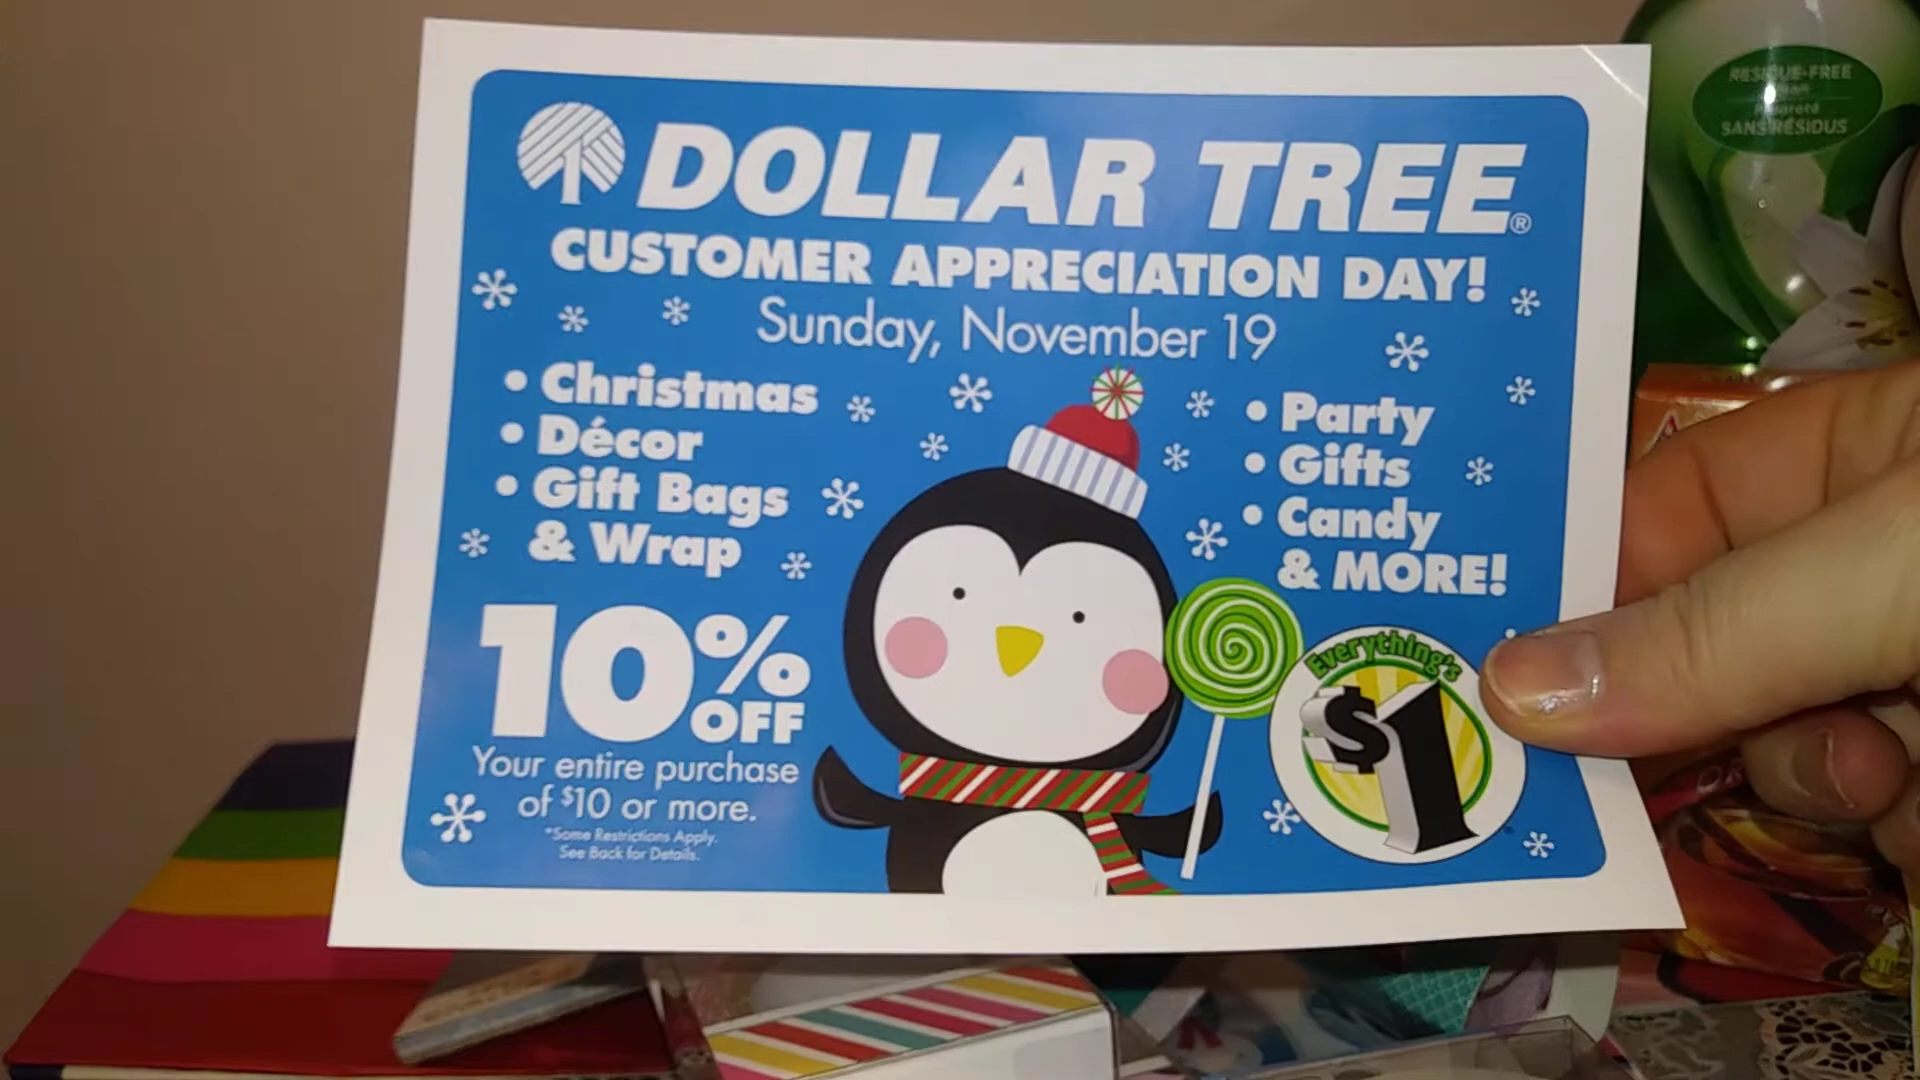 DOLLAR TREE®
CUSTOMER APPRECIATION DAY!
Sunday, November 19
• Christmas
• Décor
• Gift Bags
& Wrap
• Party
• Gifts
• Candy
& MORE!
10% OFF
Your entire purchase
of $10 or more.
*Some Restrictions Apply.
See Back for Details.
Everything's
$1
RESIDUE-FREE
SANS RÉSIDUS